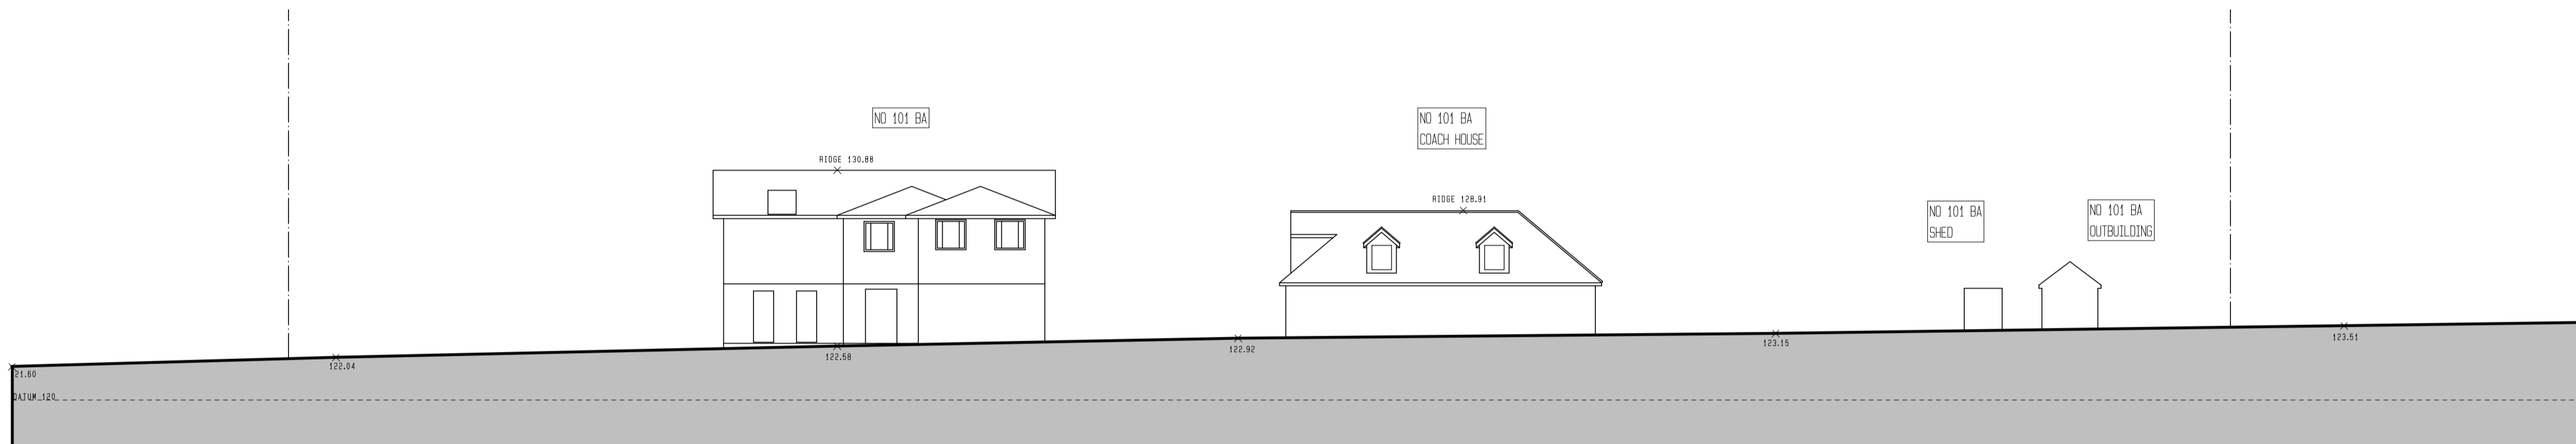 NO 101 BA
NO 101 BA
COACH HOUSE
RIDGE 130.88
RIDGE 128.91
NO 101 BA
SHED
NO 101 BA
OUTBUILDING
21.60
122.04
122.58
122.92
123.15
123.51
DATUM 120